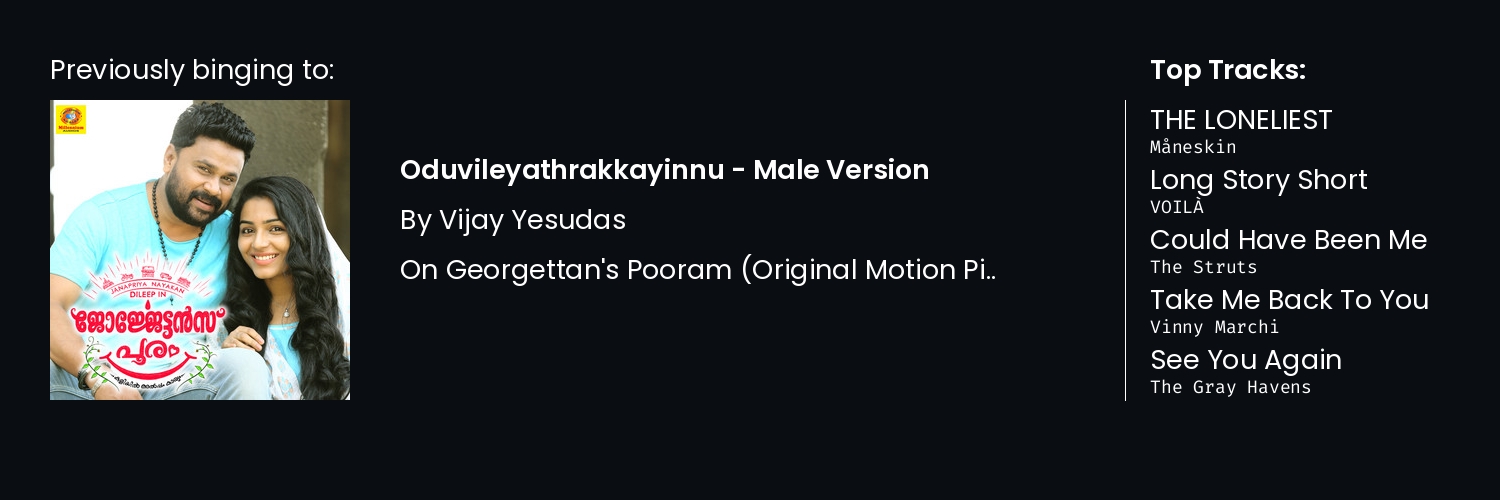 Previously binging to:
Millennium
JANAPRIYA NAYAKAN
DILEEP IN
ജോർജ്ജേട്ടൻസ്
പൂരം
Oduvileyathrakkayinnu - Male Version
By Vijay Yesudas
On Georgettan's Pooram (Original Motion Pi..
Top Tracks:
THE LONELIEST
Måneskin
Long Story Short
VOILÀ
Could Have Been Me
The Struts
Take Me Back To You
Vinny Marchi
See You Again
The Gray Havens